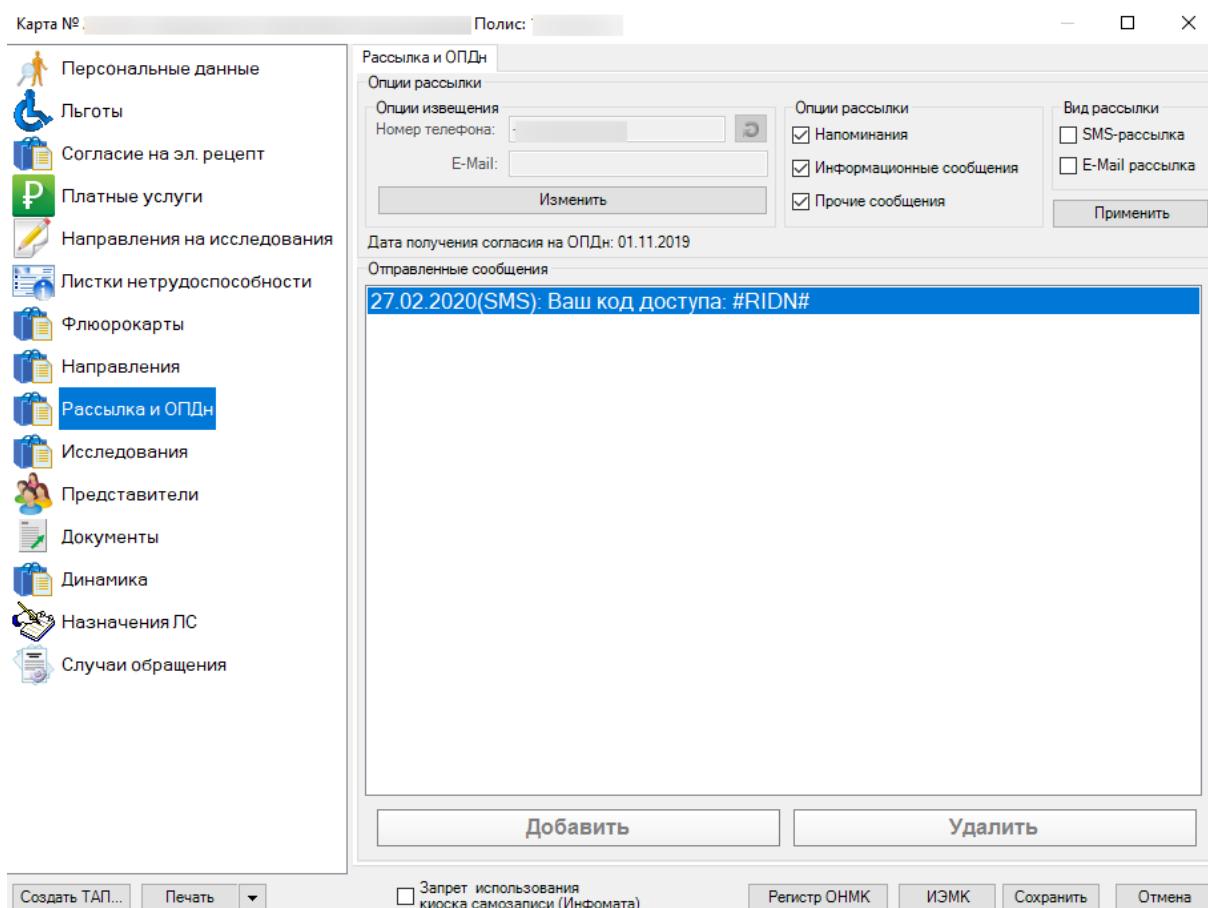 Карта №
Полис:
Персональные данные
Льготы
Согласие на эл. рецепт
Платные услуги
Направления на исследования
Листки нетрудоспособности
Флюорокарты
Направления
Рассылка и ОПДн
Исследования
Представители
Документы
Динамика
Назначения ЛС
Случаи обращения
Рассылка и ОПДн
Опции рассылки
Опции извещения
Номер телефона:
E-Mail:
Изменить
Опции рассылки
Напоминания
Информационные сообщения
Прочие сообщения
Вид рассылки
SMS-рассылка
E-Mail рассылка
Применить
Дата получения согласия на ОПДн: 01.11.2019
Отправленные сообщения
27.02.2020(SMS): Ваш код доступа: #RIDN#
Добавить
Удалить
Создать ТАП...
Печать
Запрет использования
киоска самозаписи (Инфомата)
Регистр ОНМК
ИЭМК
Сохранить
Отмена